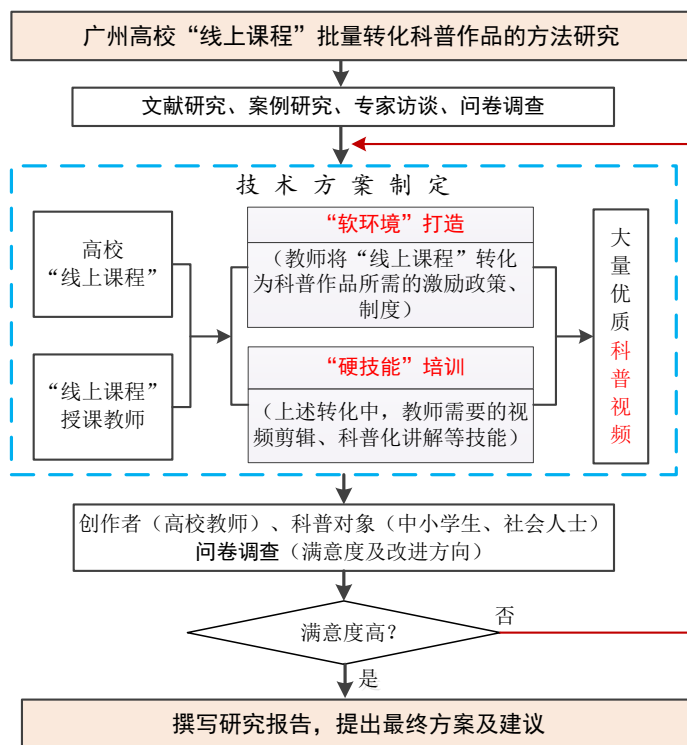 广州高校“线上课程”批量转化科普作品的方法研究
文献研究、案例研究、专家访谈、问卷调查
技术方案制定
高校
“线上课程”
“线上课程”
授课教师
“软环境”打造
（教师将“线上课程”转化
为科普作品所需的激励政策、
制度）
“硬技能”培训
（上述转化中，教师需要的视
频剪辑、科普化讲解等技能）
大
量
优
质
科
普
视
频
创作者（高校教师）、科普对象（中小学生、社会人士）
问卷调查（满意度及改进方向）
满意度高？
否
是
撰写研究报告，提出最终方案及建议